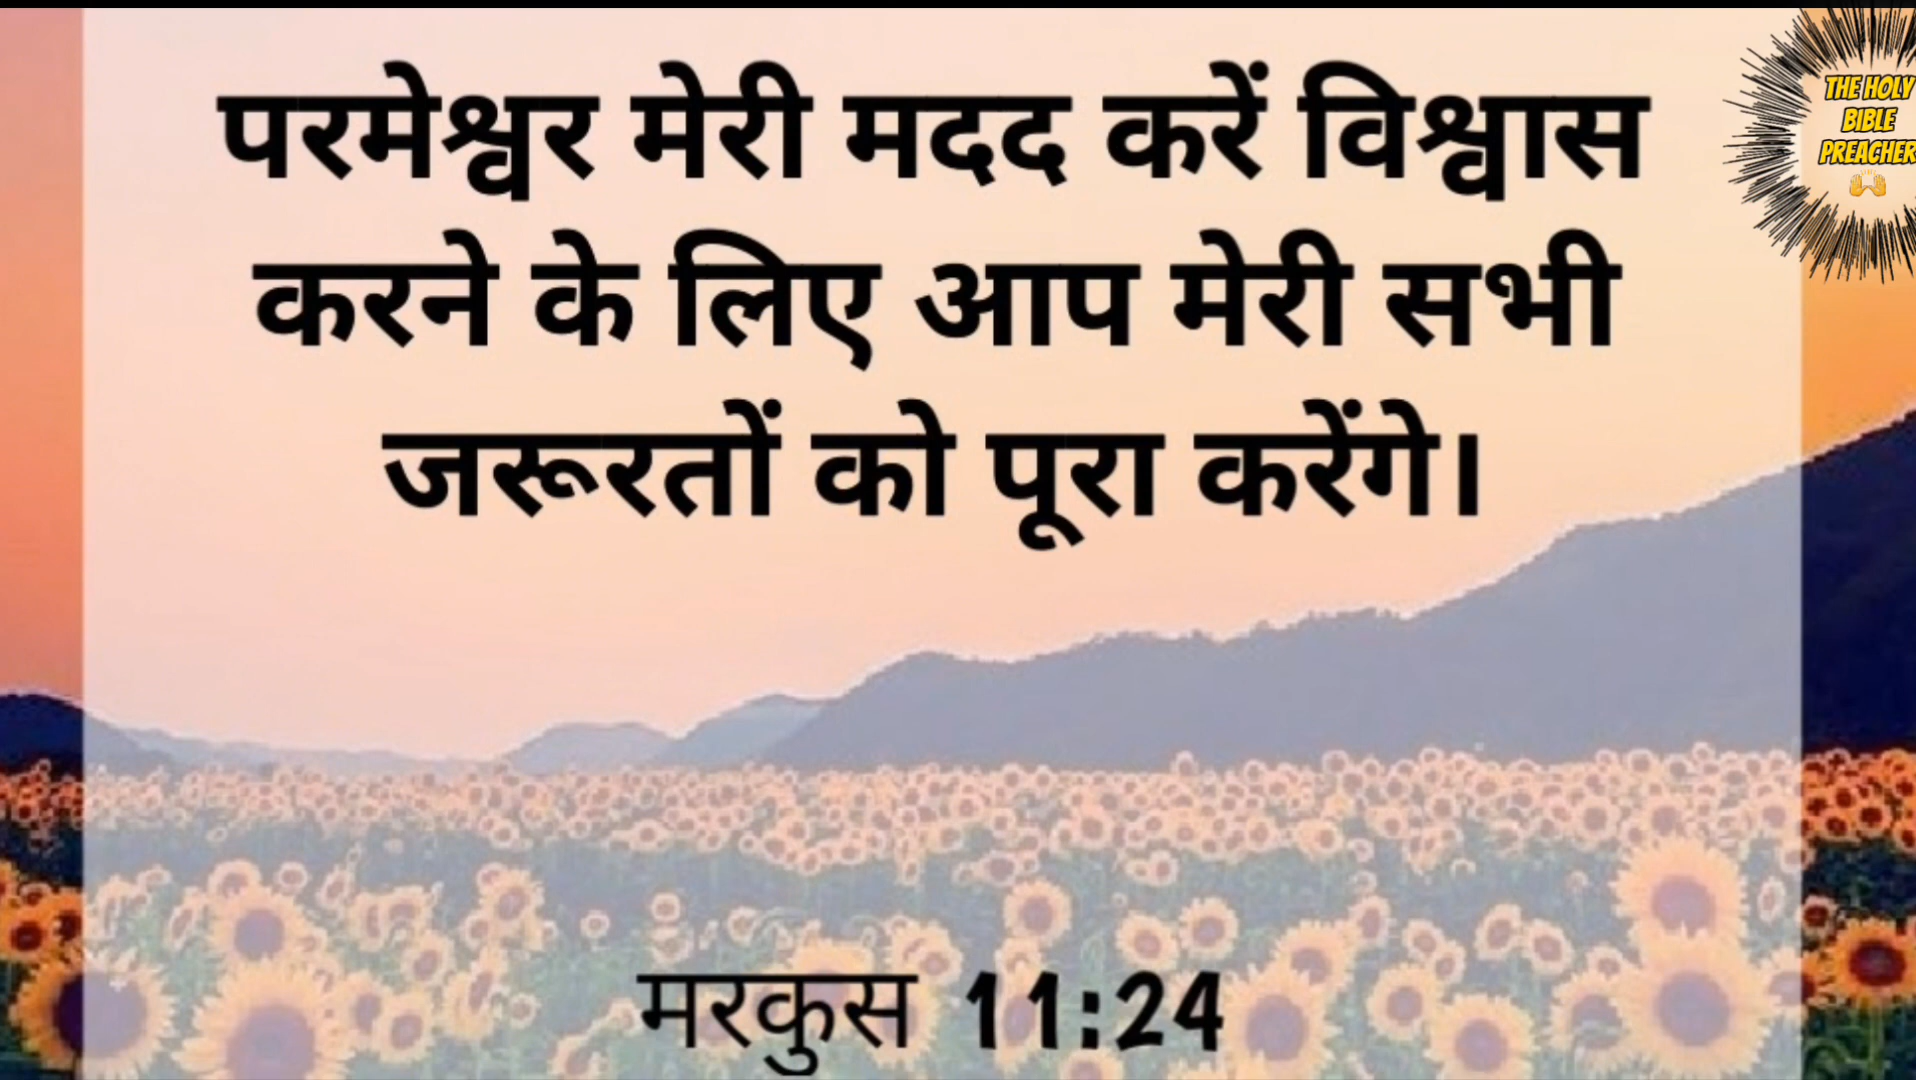 परमेश्वर मेरी मदद करें विश्वास
करने के लिए आप मेरी सभी
जरूरतों को पूरा करेंगे।
मरकुस 11:24
THE HOLY
BIBLE
PREACHER